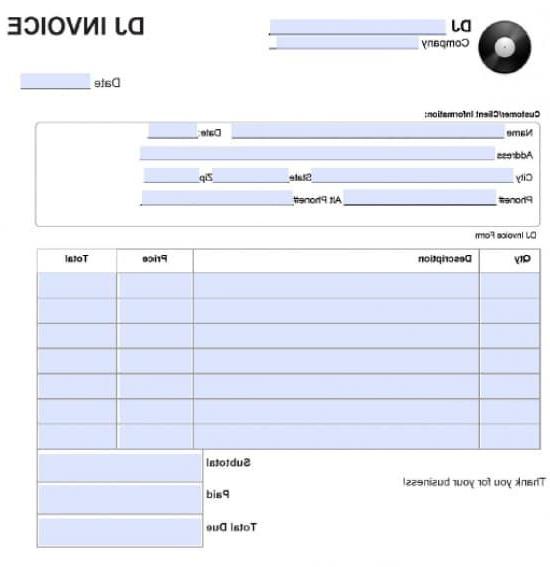 DJ INVOICE
DJ
Company
Date
Customer/Client Information:
Name Date:
Address
City State Zip
Phone# Alt Phone#
DJ Invoice Form
Qty Description Price Total
Subtotal
Thank you for your business!
Paid
Total Due